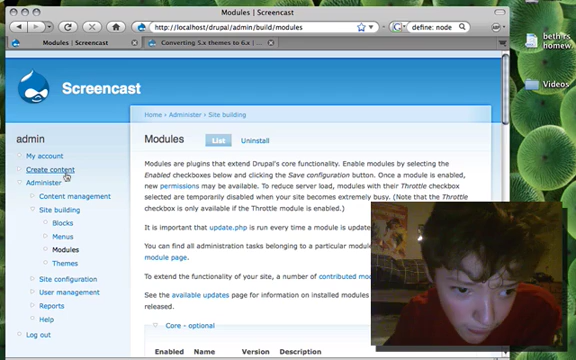 Modules | Screencast
http://localhost/drupal/admin/build/modules
define: node
Modules | Screencast
Converting 5.x themes to 6.x |
beth rs
homew
Videos
Screencast
Home › Administer › Site building
admin
Modules
List
Uninstall
My account
Create content
Administer
Content management
Site building
Blocks
Menus
Modules
Themes
Site configuration
User management
Reports
Help
Log out
Modules are plugins that extend Drupal's core functionality. Enable modules by selecting the
Enabled checkboxes below and clicking the Save configuration button. Once a module is enabled,
new permissions may be available. To reduce server load, modules with their Throttle checkbox
selected are temporarily disabled when your site becomes extremely busy. (Note that the Throttle
checkbox is only available if the Throttle module is enabled.)
It is important that update.php is run every time a module is updated
You can find all administration tasks belonging to a particular module
module page.
To extend the functionality of your site, a number of contributed mo
See the available updates page for information on installed modules
released.
Core - optional
Enabled Name Version Description